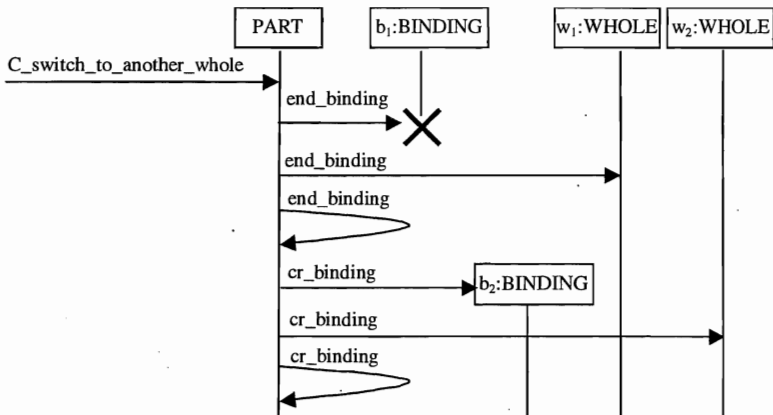 PART
b₁:BINDING
w₁:WHOLE
w₂:WHOLE
C_switch_to_another_whole
end_binding
end_binding
end_binding
cr_binding
b₂:BINDING
cr_binding
cr_binding